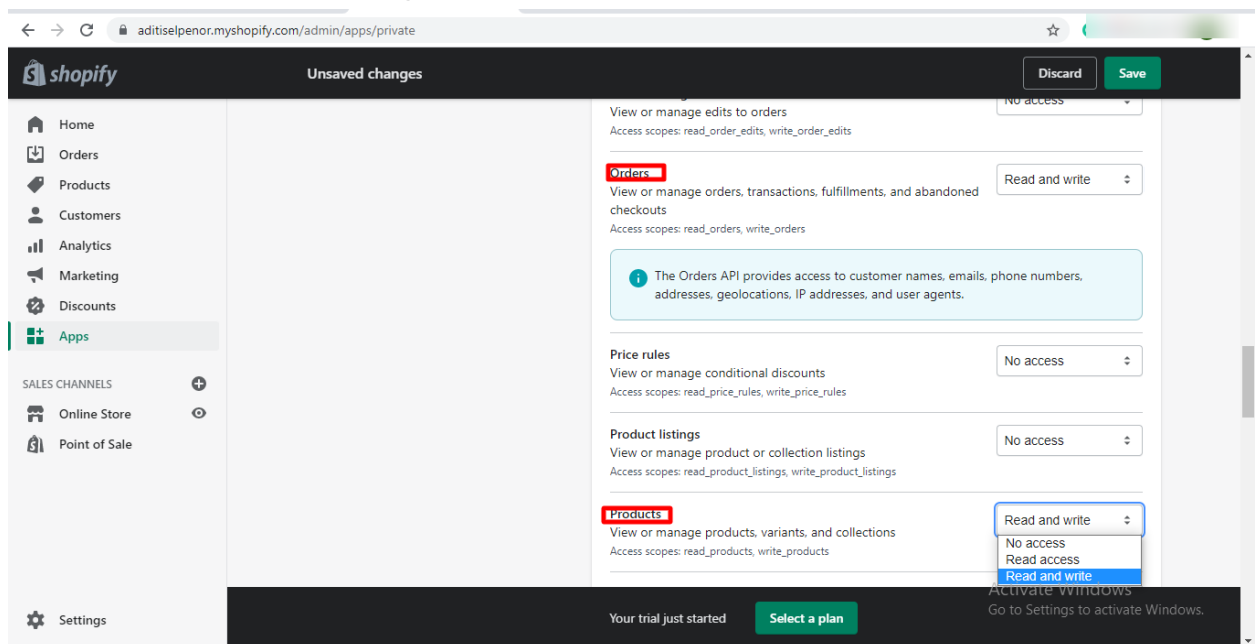 aditiselpenor.myshopify.com/admin/apps/private
shopify
Unsaved changes
Discard
Save
Home
Orders
Products
Customers
Analytics
Marketing
Discounts
Apps
SALES CHANNELS
Online Store
Point of Sale
Settings
View or manage edits to orders
Access scopes: read_order_edits, write_order_edits
No access
Orders
View or manage orders, transactions, fulfillments, and abandoned
checkouts
Access scopes: read_orders, write_orders
Read and write
The Orders API provides access to customer names, emails, phone numbers,
addresses, geolocations, IP addresses, and user agents.
Price rules
View or manage conditional discounts
Access scopes: read_price_rules, write_price_rules
No access
Product listings
View or manage product or collection listings
Access scopes: read_product_listings, write_product_listings
No access
Products
View or manage products, variants, and collections
Access scopes: read_products, write_products
Read and write
No access
Read access
Read and write
Your trial just started
Select a plan
Activate Windows
Go to Settings to activate Windows.